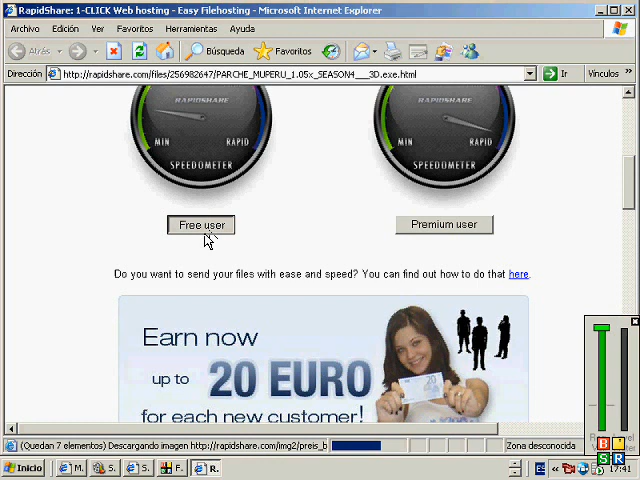 RapidShare: 1-CLICK Web hosting - Easy Filehosting - Microsoft Internet Explorer
Archivo Edición Ver Favoritos Herramientas Ayuda
Atrás Búsqueda Favoritos
Dirección http://rapidshare.com/files/256982647/PARCHE_MUPERU_1.05x_SEASON4___3D.exe.html Ir Vínculos »
RAPIDSHARE RAPIDSHARE
MIN RAPID MIN RAPID
SPEEDOMETER SPEEDOMETER
Free user Premium user
Do you want to send your files with ease and speed? You can find out how to do that here.
Earn now
up to 20 EURO
for each new customer!
20
(Quedan 7 elementos) Descargando imagen http://rapidshare.com/img2/preis_b Zona desconocida
B
S R
Inicio M. S. S. F. R. ES « 17:41